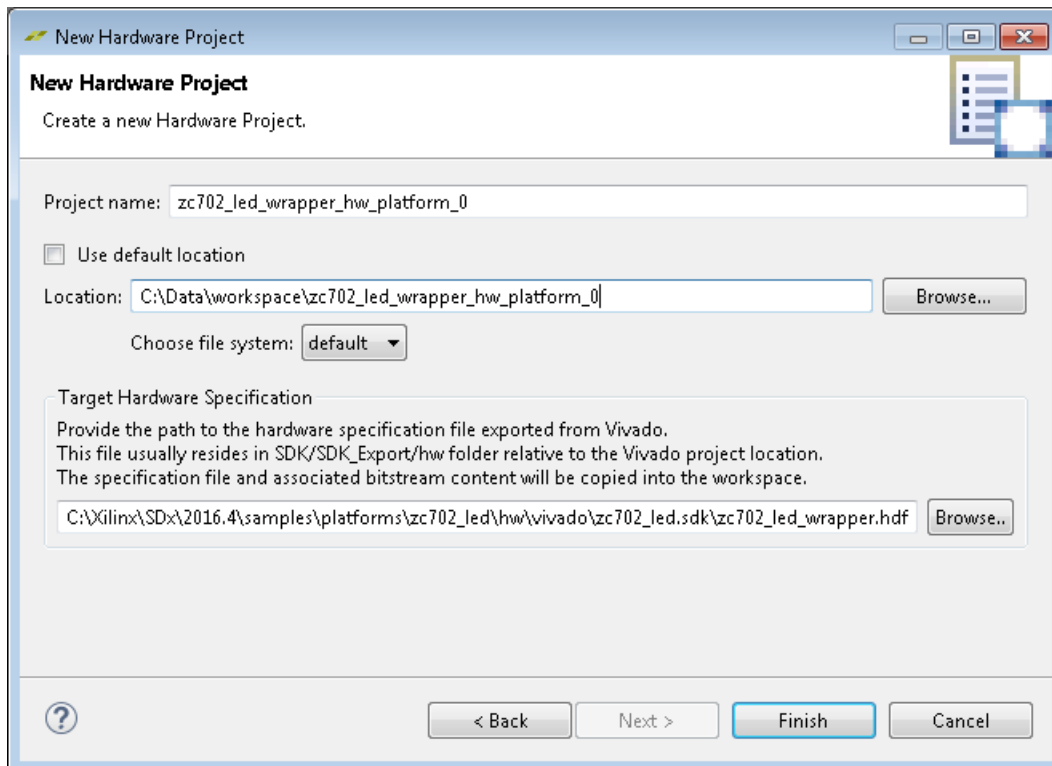 New Hardware Project
New Hardware Project
Create a new Hardware Project.
Project name: zc702_led_wrapper_hw_platform_0
Use default location
Location: C:\Data\workspace\zc702_led_wrapper_hw_platform_0 Browse...
Choose file system: default
Target Hardware Specification
Provide the path to the hardware specification file exported from Vivado.
This file usually resides in SDK/SDK_Export/hw folder relative to the Vivado project location.
The specification file and associated bitstream content will be copied into the workspace.
C:\Xilinx\SDx\2016.4\samples\platforms\zc702_led\hw\vivado\zc702_led.sdk\zc702_led_wrapper.hdf Browse..
? < Back Next > Finish Cancel